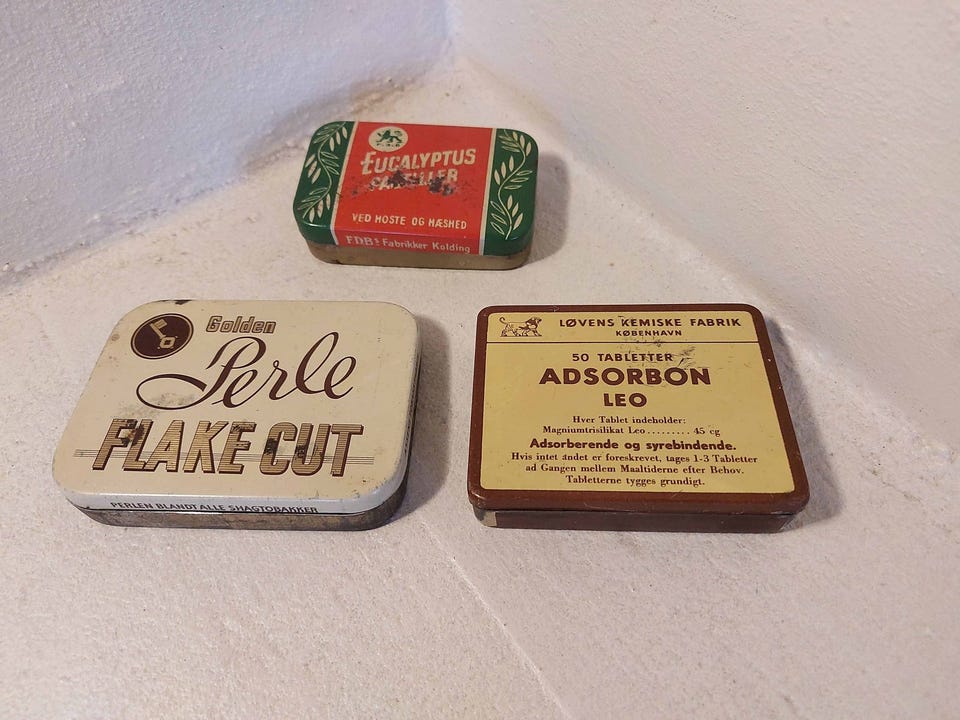 EUCALYPTUS
PASTILLER
VED HOSTE OG HÆSHED
FDBs Fabrikker Kolding
Golden
Perle
FLAKE CUT
PERLEN BLANDT ALLE SHAGTOBAKKER
LØVENS KEMISKE FABRIK
KØBENHAVN
50 TABLETTER
ADSORBON
LEO
Hver Tablet indeholder:
Magniumtrisilikat Leo......... 45 cg
Adsorberende og syrebindende.
Hvis intet andet er foreskrevet, tages 1-3 Tabletter
ad Gangen mellem Maaltiderne efter Behov.
Tabletterne tygges grundigt.